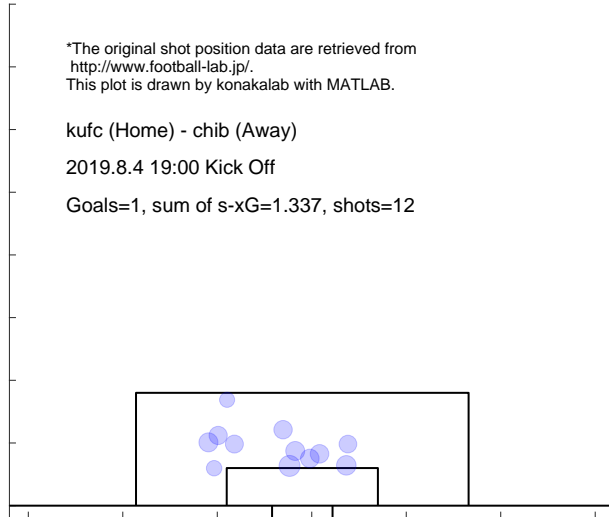 *The original shot position data are retrieved from
http://www.football-lab.jp/.
This plot is drawn by konakalab with MATLAB.
kufc (Home) - chib (Away)
2019.8.4 19:00 Kick Off
Goals=1, sum of s-xG=1.337, shots=12